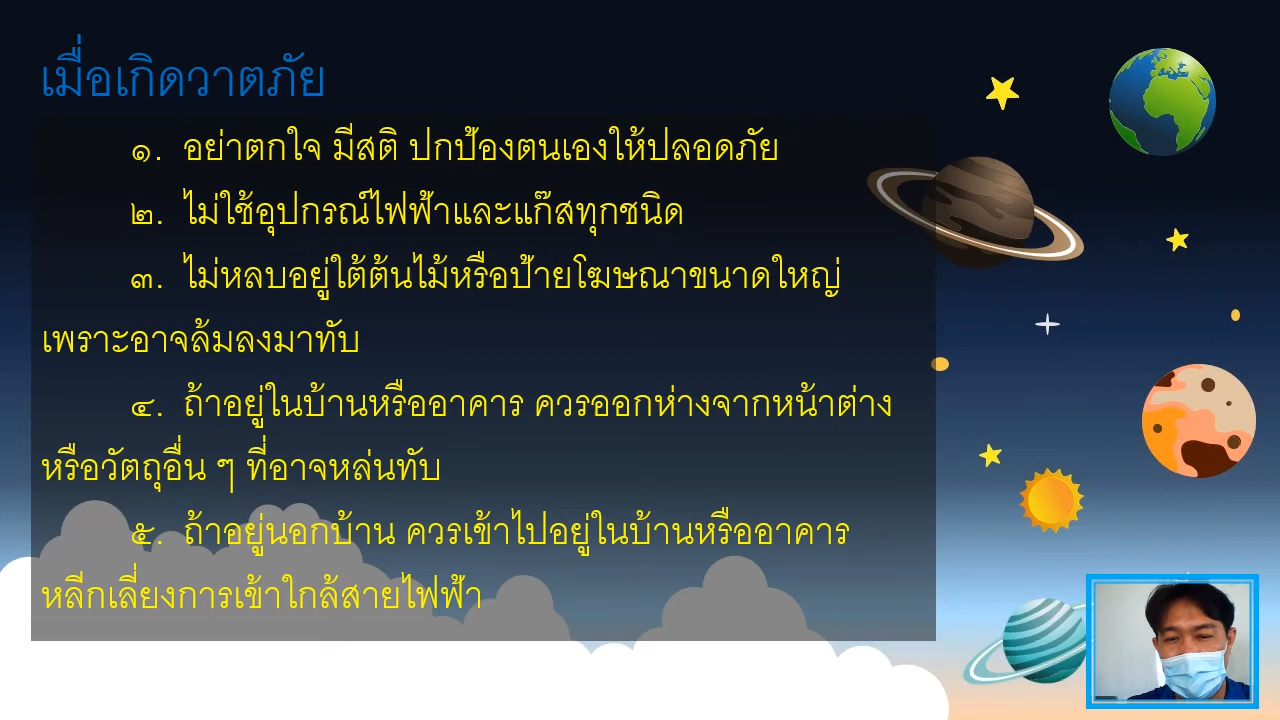 เมื่อเกิดวาตภัย
๑. อย่าตกใจ มีสติ ปกป้องตนเองให้ปลอดภัย
๒. ไม่ใช้อุปกรณ์ไฟฟ้าและแก๊สทุกชนิด
๓. ไม่หลบอยู่ใต้ต้นไม้หรือป้ายโฆษณาขนาดใหญ่
เพราะอาจล้มลงมาทับ
๔. ถ้าอยู่ในบ้านหรืออาคาร ควรออกห่างจากหน้าต่าง
หรือวัตถุอื่น ๆ ที่อาจหล่นทับ
๕. ถ้าอยู่นอกบ้าน ควรเข้าไปอยู่ในบ้านหรืออาคาร
หลีกเลี่ยงการเข้าใกล้สายไฟฟ้า